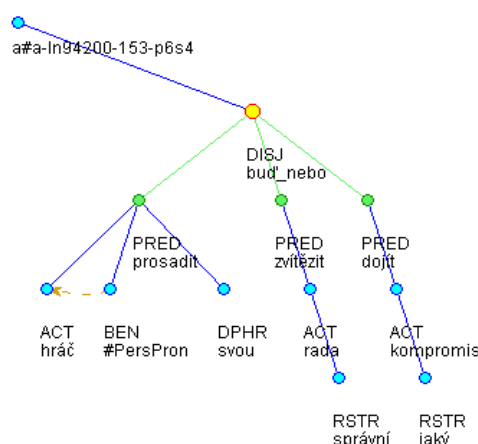 a#a-ln94200-153-p6s4
DISJ
buď_nebo
PRED PRED PRED
prosadit zvítězit dojít
ACT BEN DPHR ACT ACT
hráč #PersPron svou rada kompromis
RSTR RSTR
správní jaký